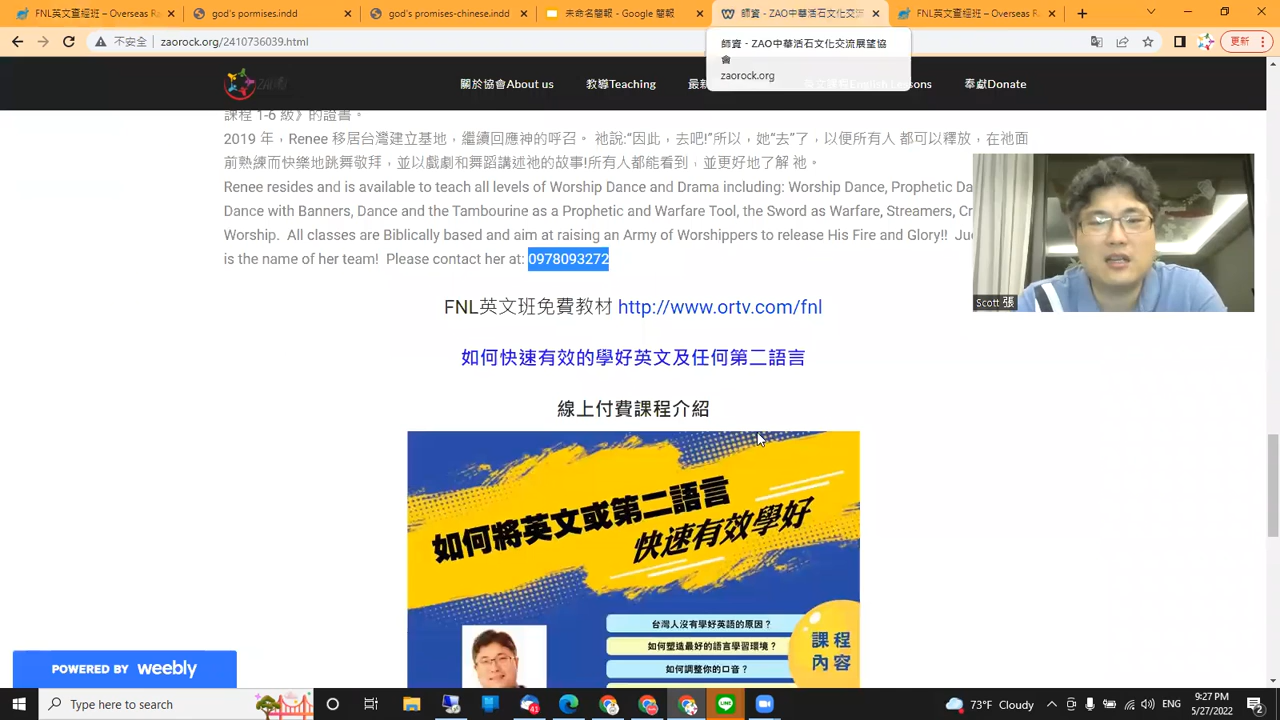 FNL英文查經班 – Overseas R
god's pormises.indd
god's pormises-chinese.indd
未命名簡報 - Google 簡報
師資 - ZAO中華活石文化交流
FNL英文查經班 – Overseas R
不安全
zaorock.org/2410736039.html
更新
師資 - ZAO中華活石文化交流展望協
會
zaorock.org
ZAO
關於協會About us
教導Teaching
最新
Lessons
奉獻Donate
課程 1-6 級》的證書。
2019 年，Renee 移居台灣建立基地，繼續回應神的呼召。 祂說:“因此，去吧!”所以，她“去”了，以便所有人 都可以釋放，在祂面
前熟練而快樂地跳舞敬拜，並以戲劇和舞蹈講述祂的故事!所有人都能看到，並更好地了解 祂。
Renee resides and is available to teach all levels of Worship Dance and Drama including: Worship Dance, Prophetic Da
Dance with Banners, Dance and the Tambourine as a Prophetic and Warfare Tool, the Sword as Warfare, Streamers, Cr
Worship. All classes are Biblically based and aim at raising an Army of Worshippers to release His Fire and Glory!! Ju
is the name of her team! Please contact her at: 0978093272
Scott 張
FNL英文班免費教材 http://www.ortv.com/fnl
如何快速有效的學好英文及任何第二語言
線上付費課程介紹
如何將英文或第二語言
快速有效學好
台灣人沒有學好英語的原因？
如何塑造最好的語言學習環境？
如何調整你的口音？
課程
內容
POWERED BY weebly
Type here to search
41
73°F Cloudy
ENG
9:27 PM
5/27/2022
2